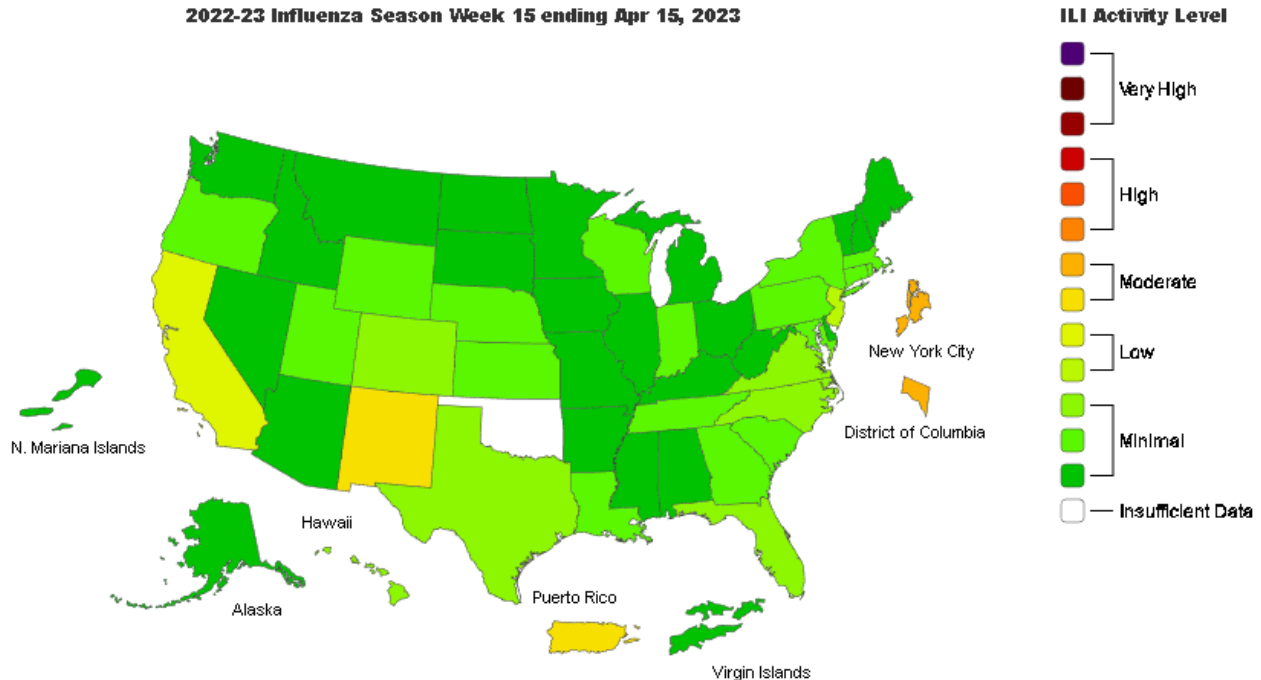 2022-23 Influenza Season Week 15 ending Apr 15, 2023
ILI Activity Level
Very High
High
Moderate
Low
Minimal
Insufficient Data
New York City
District of Columbia
N. Mariana Islands
Hawaii
Alaska
Puerto Rico
Virgin Islands